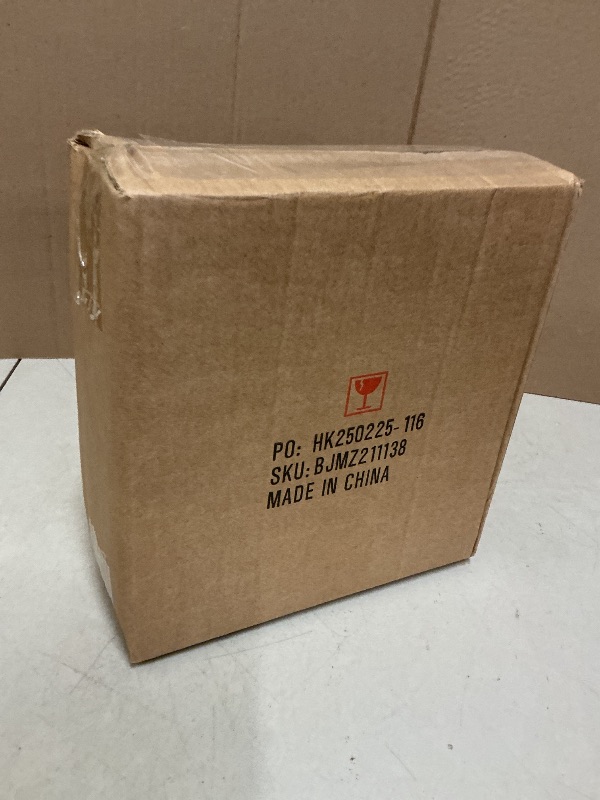 PO: HK250225-116
SKU: BJMZ211138
MADE IN CHINA